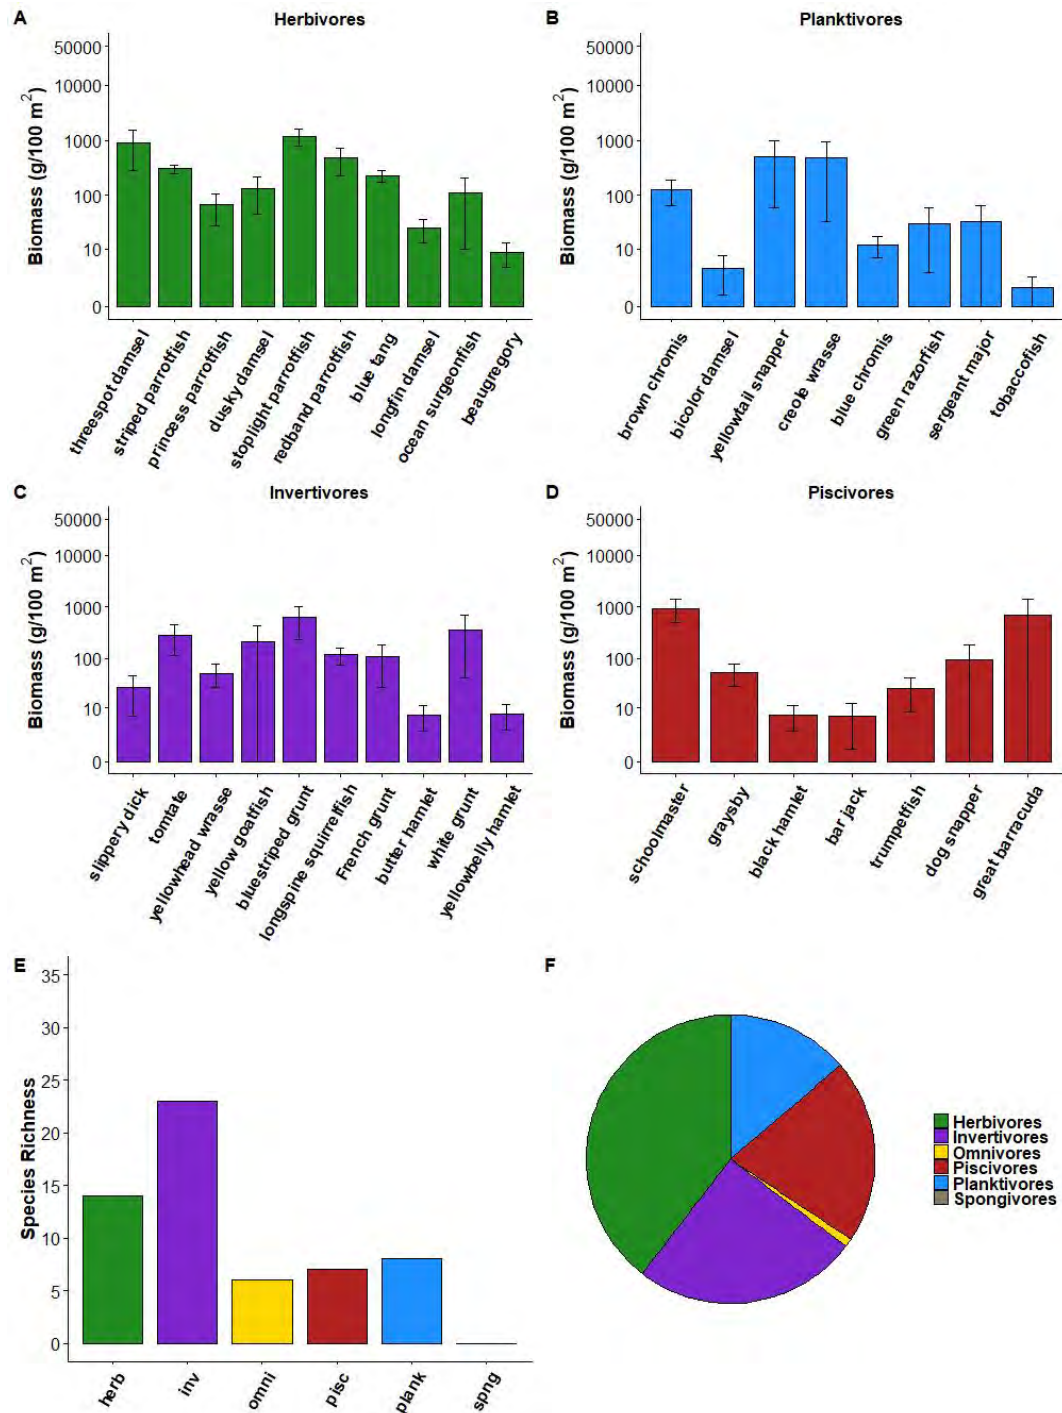 A
Herbivores
Biomass (g/100 m²)
50000
10000
1000
100
10
0
threespot damsel
striped parrotfish
princess parrotfish
dusky damsel
stoplight parrotfish
redband parrotfish
blue tang
longfin damsel
ocean surgeonfish
beaugregory
B
Planktivores
Biomass (g/100 m²)
50000
10000
1000
100
10
0
brown chromis
bicolor damsel
yellowtail snapper
creole wrasse
blue chromis
green razorfish
sergeant major
tobaccofish
C
Invertivores
Biomass (g/100 m²)
50000
10000
1000
100
10
0
slippery dick
tomtate
yellowhead wrasse
yellow goatfish
bluestriped grunt
longspine squirrelfish
French grunt
butter hamlet
white grunt
yellowbelly hamlet
D
Piscivores
Biomass (g/100 m²)
50000
10000
1000
100
10
0
schoolmaster
graysby
black hamlet
bar jack
trumpetfish
dog snapper
great barracuda
E
Species Richness
35
30
25
20
15
10
5
0
herb
inv
omni
pisc
plank
spng
F
Herbivores
Invertivores
Omnivores
Piscivores
Planktivores
Spongivores